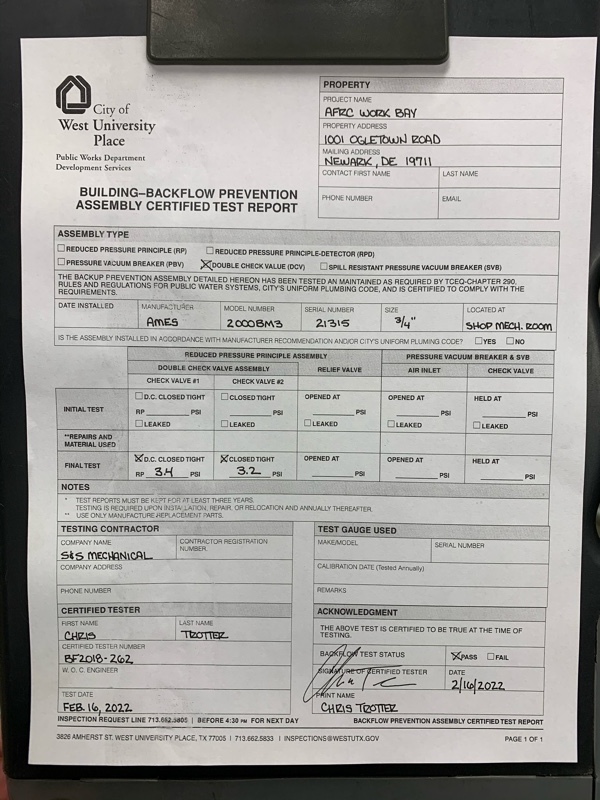 City of
West University
Place
Public Works Department
Development Services
BUILDING–BACKFLOW PREVENTION
ASSEMBLY CERTIFIED TEST REPORT
PROPERTY
PROJECT NAME
AFRC WORK BAY
PROPERTY ADDRESS
1001 OGLETOWN ROAD
MAILING ADDRESS
NEWARK, DE 19711
CONTACT FIRST NAME LAST NAME
PHONE NUMBER EMAIL
ASSEMBLY TYPE
☐ REDUCED PRESSURE PRINCIPLE (RP) ☐ REDUCED PRESSURE PRINCIPLE-DETECTOR (RPD)
☐ PRESSURE VACUUM BREAKER (PBV) ☒ DOUBLE CHECK VALUE (DCV) ☐ SPILL RESISTANT PRESSURE VACUUM BREAKER (SVB)
THE BACKUP PREVENTION ASSEMBLY DETAILED HEREON HAS BEEN TESTED AN MAINTAINED AS REQUIRED BY TCEQ-CHAPTER 290,
RULES AND REGULATIONS FOR PUBLIC WATER SYSTEMS, CITY'S UNIFORM PLUMBING CODE, AND IS CERTIFIED TO COMPLY WITH THE
REQUIREMENTS.
DATE INSTALLED MANUFACTURER MODEL NUMBER SERIAL NUMBER SIZE LOCATED AT
AMES 2000BM3 21315 3/4" SHOP MECH. ROOM
IS THE ASSEMBLY INSTALLED IN ACCORDANCE WITH MANUFACTURER RECOMMENDATION AND/OR CITY'S UNIFORM PLUMING CODE? ☐ YES ☐ NO
REDUCED PRESSURE PRINCIPLE ASSEMBLY PRESSURE VACUUM BREAKER & SVB
DOUBLE CHECK VALVE ASSEMBLY RELIEF VALVE AIR INLET CHECK VALVE
CHECK VALVE #1 CHECK VALVE #2
INITIAL TEST ☐ D.C. CLOSED TIGHT ☐ CLOSED TIGHT OPENED AT OPENED AT HELD AT
RP PSI PSI PSI PSI PSI
☐ LEAKED ☐ LEAKED ☐ LEAKED ☐ LEAKED ☐ LEAKED
**REPAIRS AND
MATERIAL USED
FINAL TEST ☒ D.C. CLOSED TIGHT ☒ CLOSED TIGHT OPENED AT OPENED AT HELD AT
RP 3.4 PSI 3.2 PSI PSI PSI PSI
NOTES
* TEST REPORTS MUST BE KEPT FOR AT LEAST THREE YEARS.
TESTING IS REQUIRED UPON INSTALLATION, REPAIR, OR RELOCATION AND ANNUALLY THEREAFTER.
** USE ONLY MANUFACTURE REPLACEMENT PARTS.
TESTING CONTRACTOR
COMPANY NAME CONTRACTOR REGISTRATION
NUMBER
S&S MECHANICAL
COMPANY ADDRESS
PHONE NUMBER
TEST GAUGE USED
MAKE/MODEL SERIAL NUMBER
CALIBRATION DATE (Tested Annually)
REMARKS
CERTIFIED TESTER
FIRST NAME LAST NAME
CHRIS TROTTER
CERTIFIED TESTER NUMBER
BF2018-262
W. O. C. ENGINEER
TEST DATE
FEB. 16, 2022
ACKNOWLEDGMENT
THE ABOVE TEST IS CERTIFIED TO BE TRUE AT THE TIME OF
TESTING.
BACKFLOW TEST STATUS ☒ PASS ☐ FAIL
SIGNATURE OF CERTIFIED TESTER DATE
2/16/2022
PRINT NAME
CHRIS TROTTER
INSPECTION REQUEST LINE 713.662.5805 | BEFORE 4:30 PM FOR NEXT DAY BACKFLOW PREVENTION ASSEMBLY CERTIFIED TEST REPORT
3826 AMHERST ST. WEST UNIVERSITY PLACE, TX 77005 | 713.662.5833 | INSPECTIONS@WESTUTX.GOV PAGE 1 OF 1